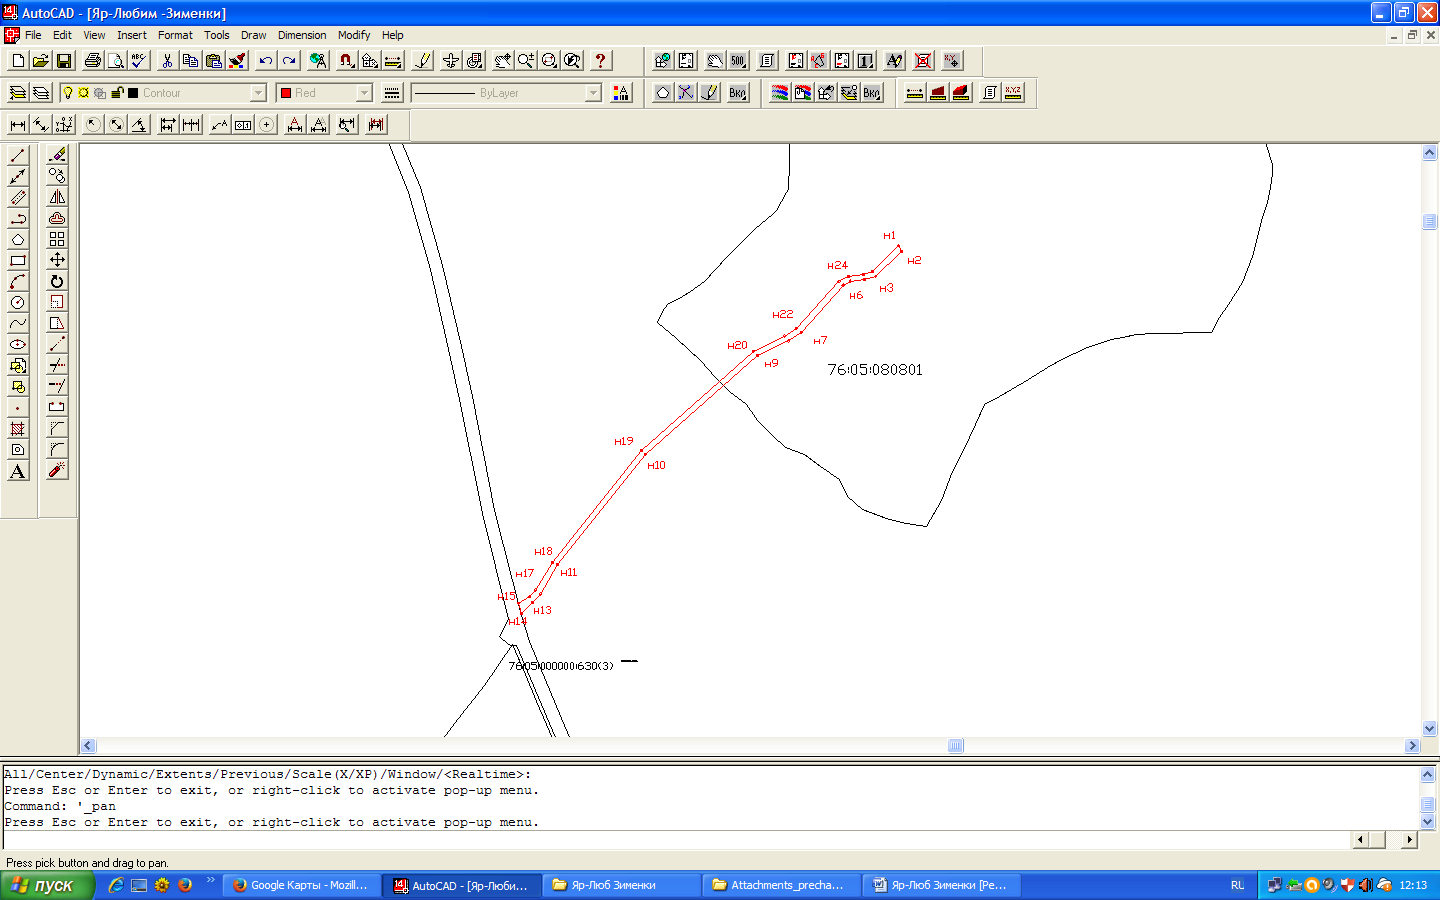 AutoCAD - [Яр-Любим -Зименки]
File Edit View Insert Format Tools Draw Dimension Modify Help
Contour Red ByLayer
н1
н2
н24
н3
н6
н22
н7
н20
н9
76:05:080801
н19
н10
н18
н11
н17
н15
н13
н14
76:05:000000:630(3)
All/Center/Dynamic/Extents/Previous/Scale(X/XP)/Window/<Realtime>:
Press Esc or Enter to exit, or right-click to activate pop-up menu.
Command: '_pan
Press Esc or Enter to exit, or right-click to activate pop-up menu.
Press pick button and drag to pan.
пуск Google Карты - Mozill... AutoCAD - [Яр-Люби... Яр-Люб Зименки Attachments_precha... Яр-Люб Зименки [Ре... RU 12:13